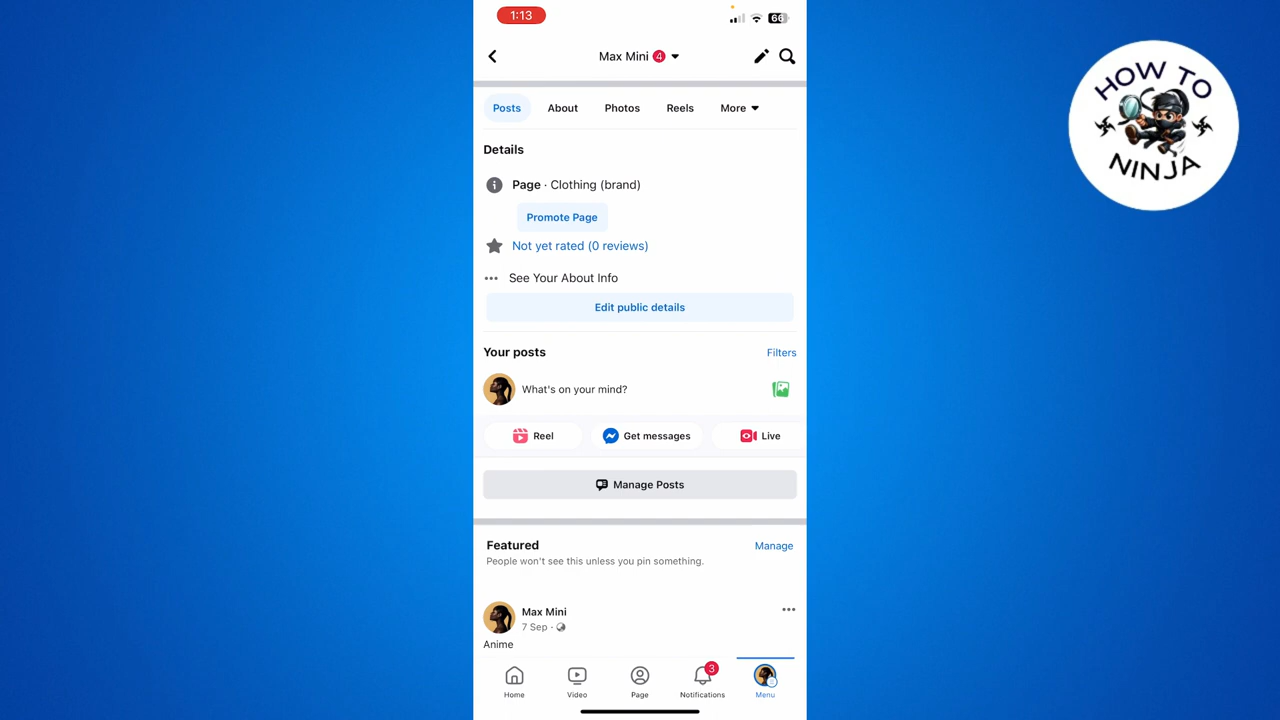 1:13
66
Max Mini 4
Posts About Photos Reels More
Details
Page · Clothing (brand)
Promote Page
Not yet rated (0 reviews)
See Your About Info
Edit public details
Your posts
Filters
What's on your mind?
Reel
Get messages
Live
Manage Posts
Featured
Manage
People won't see this unless you pin something.
Max Mini
7 Sep ·
Anime
3
Home Video Page Notifications Menu
HOW TO
NINJA